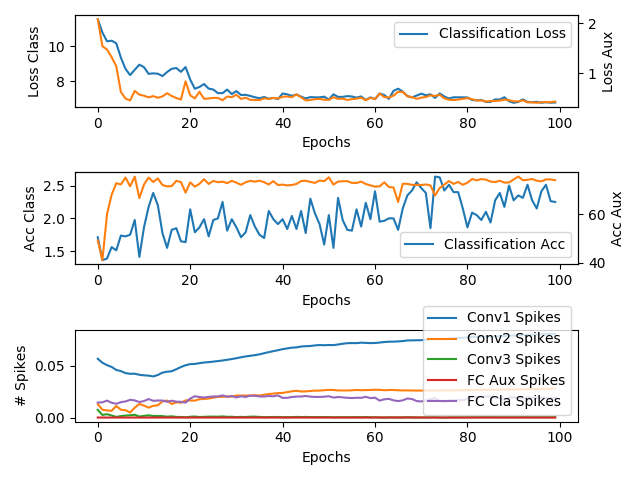 10
8
2
1
Loss Class
Loss Aux
Classification Loss
0 20 40 60 80 100
Epochs
2.5
2.0
1.5
60
40
Acc Class
Acc Aux
Classification Acc
0 20 40 60 80 100
Epochs
0.05
0.00
# Spikes
Conv1 Spikes
Conv2 Spikes
Conv3 Spikes
FC Aux Spikes
FC Cla Spikes
0 20 40 60 80 100
Epochs